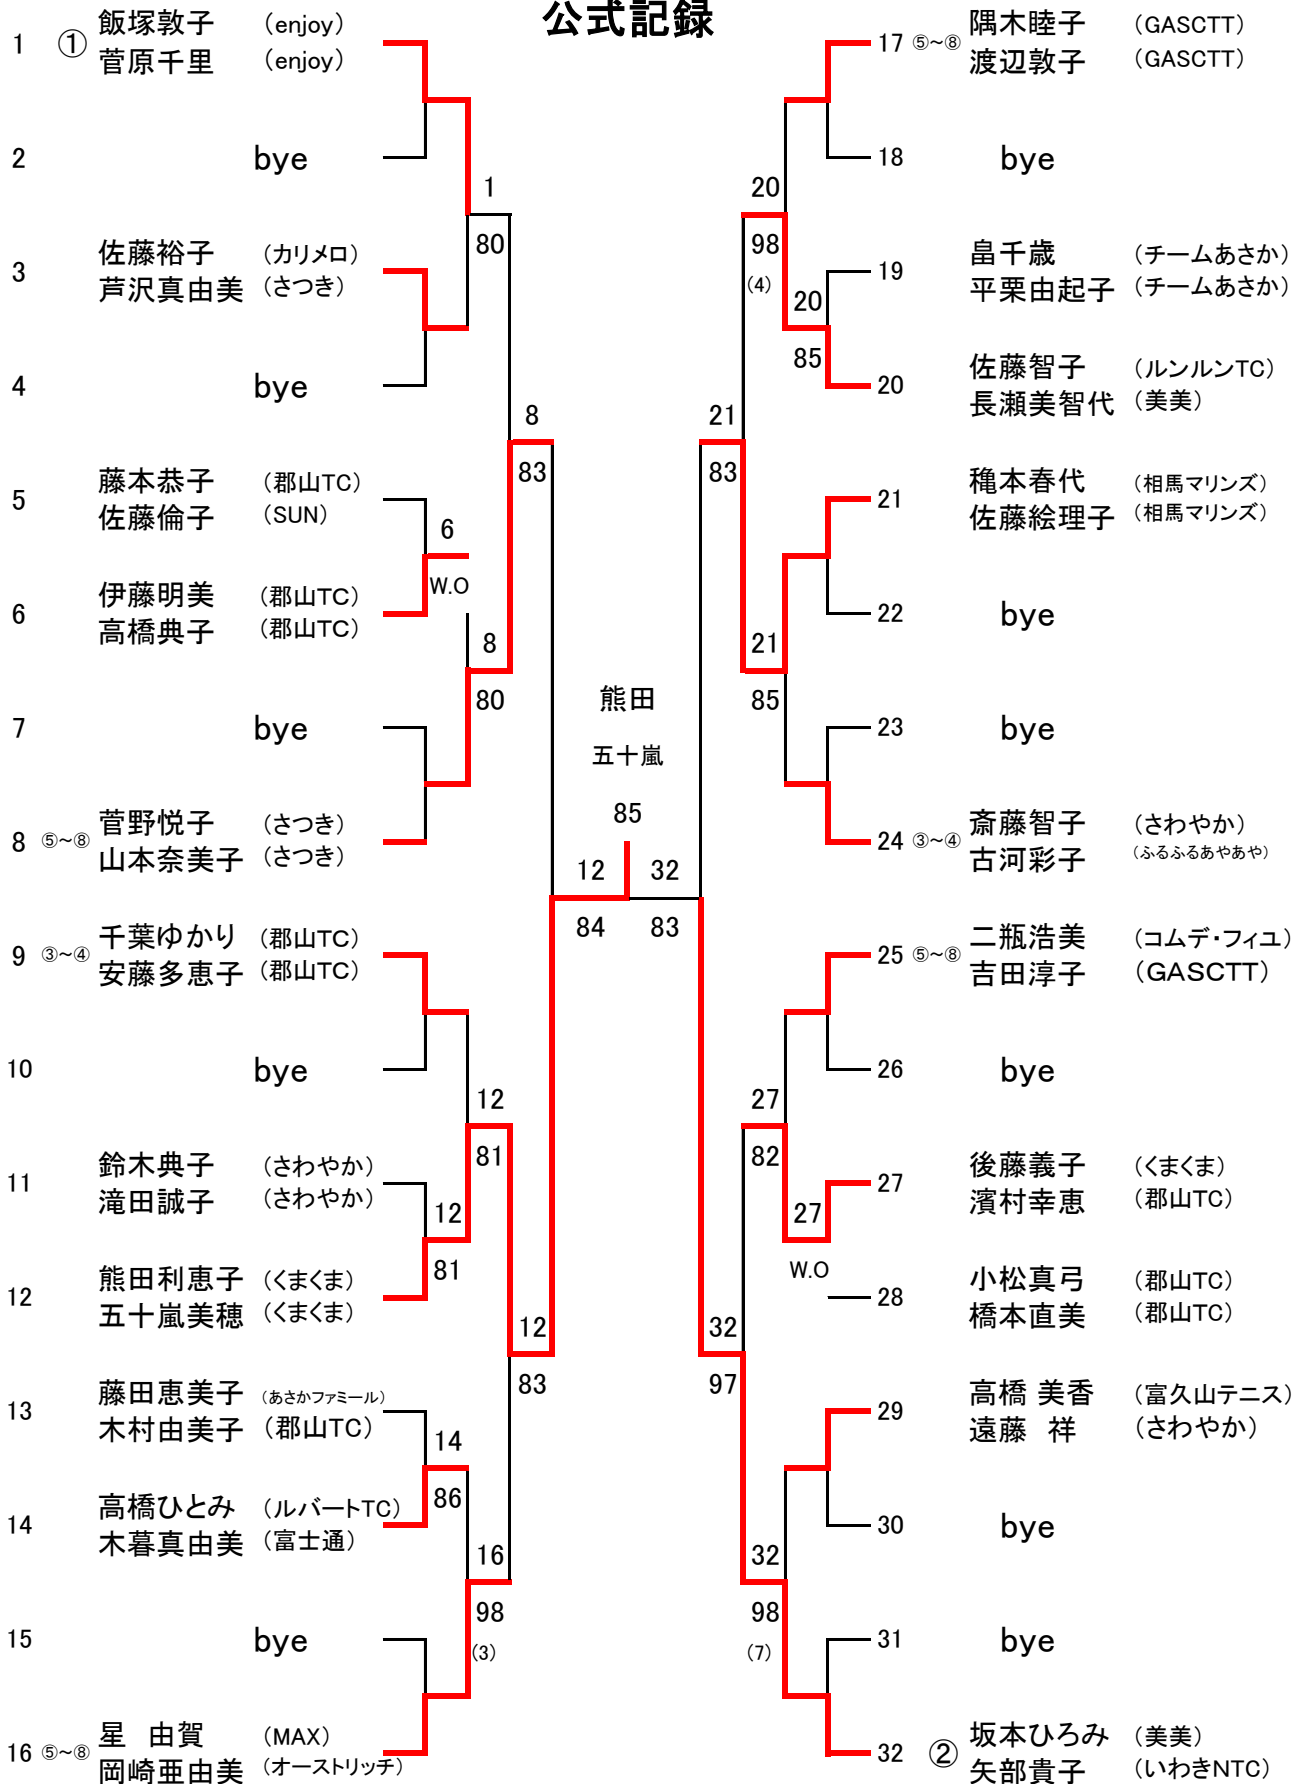 公式記録
1 ① 飯塚敦子 (enjoy)
菅原千里 (enjoy)
2 bye
1
80
3 佐藤裕子 (カリメロ)
芦沢真由美 (さつき)
4 bye
8
83
5 藤本恭子 (郡山TC)
佐藤倫子 (SUN)
6
W.O
6 伊藤明美 (郡山TC)
高橋典子 (郡山TC)
8
80
7 bye
8 ⑤~⑧ 菅野悦子 (さつき)
山本奈美子 (さつき)
9 ③~④ 千葉ゆかり (郡山TC)
安藤多恵子 (郡山TC)
10 bye
12
81
11 鈴木典子 (さわやか)
滝田誠子 (さわやか)
12
81
12 熊田利恵子 (くまくま)
五十嵐美穂 (くまくま)
12
83
13 藤田恵美子 (あさかファミール)
木村由美子 (郡山TC)
14
86
14 高橋ひとみ (ルバートTC)
木暮真由美 (富士通)
16
98
(3)
15 bye
16 ⑤~⑧ 星 由賀 (MAX)
岡崎亜由美 (オーストリッチ)
熊田
五十嵐
85
12 32
84 83
17 ⑤~⑧ 隅木睦子 (GASCTT)
渡辺敦子 (GASCTT)
18 bye
20
98
(4)
19 畠千歳 (チームあさか)
平栗由起子 (チームあさか)
20
85
20 佐藤智子 (ルンルンTC)
長瀬美智代 (美美)
21
83
21 穐本春代 (相馬マリンズ)
佐藤絵理子 (相馬マリンズ)
22 bye
21
85
23 bye
24 ③~④ 斎藤智子 (さわやか)
古河彩子 (ふるふるあやあや)
25 ⑤~⑧ 二瓶浩美 (コムデ・フィユ)
吉田淳子 (GASCTT)
26 bye
27
82
27 後藤義子 (くまくま)
濱村幸恵 (郡山TC)
27
W.O
28 小松真弓 (郡山TC)
橋本直美 (郡山TC)
32
97
29 高橋 美香 (富久山テニス)
遠藤 祥 (さわやか)
30 bye
32
98
(7)
31 bye
32 ② 坂本ひろみ (美美)
矢部貴子 (いわきNTC)